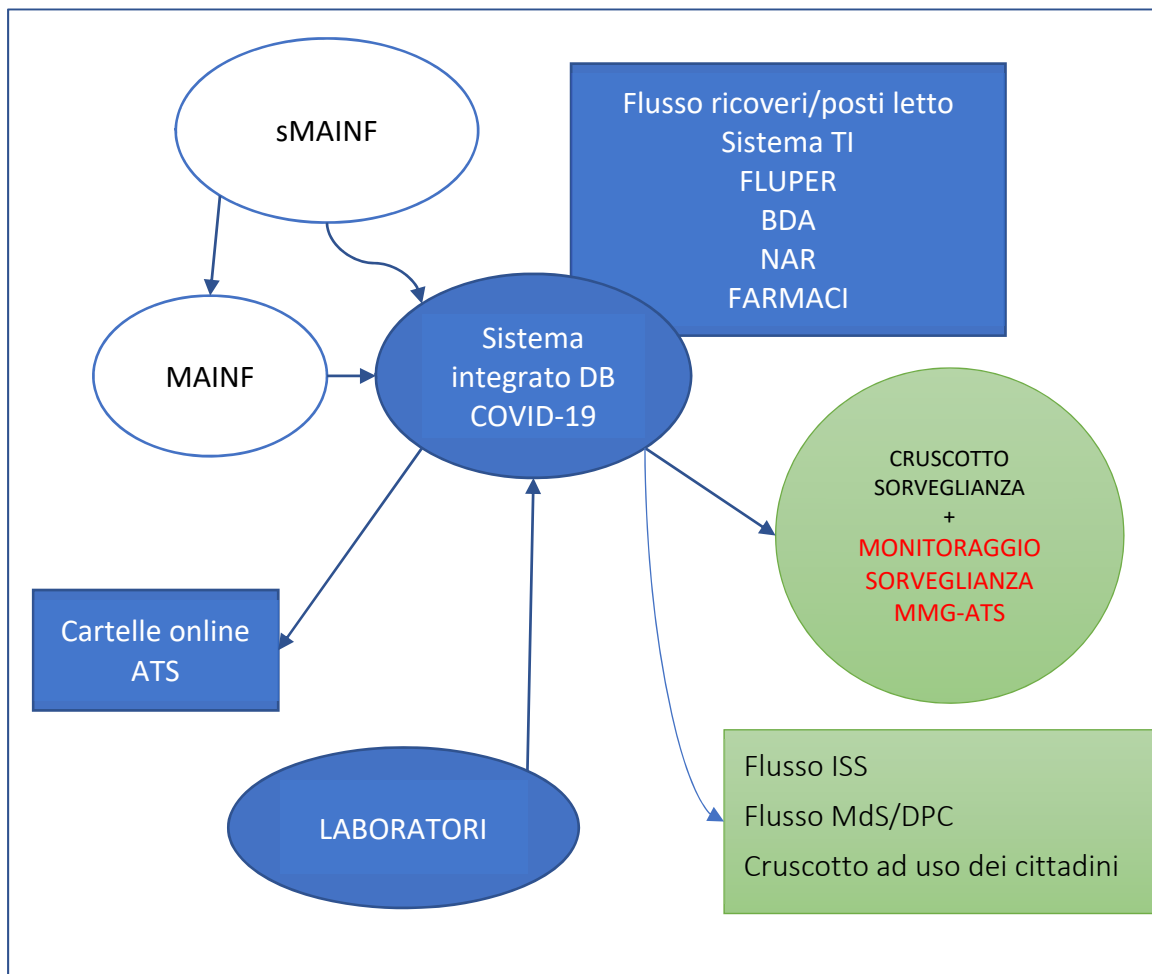 sMAINF
Flusso ricoveri/posti letto
Sistema TI
FLUPER
BDA
NAR
FARMACI
MAINF
Sistema
integrato DB
COVID-19
CRUSCOTTO
SORVEGLIANZA
+
MONITORAGGIO
SORVEGLIANZA
MMG-ATS
Cartelle online
ATS
LABORATORI
Flusso ISS
Flusso MdS/DPC
Cruscotto ad uso dei cittadini